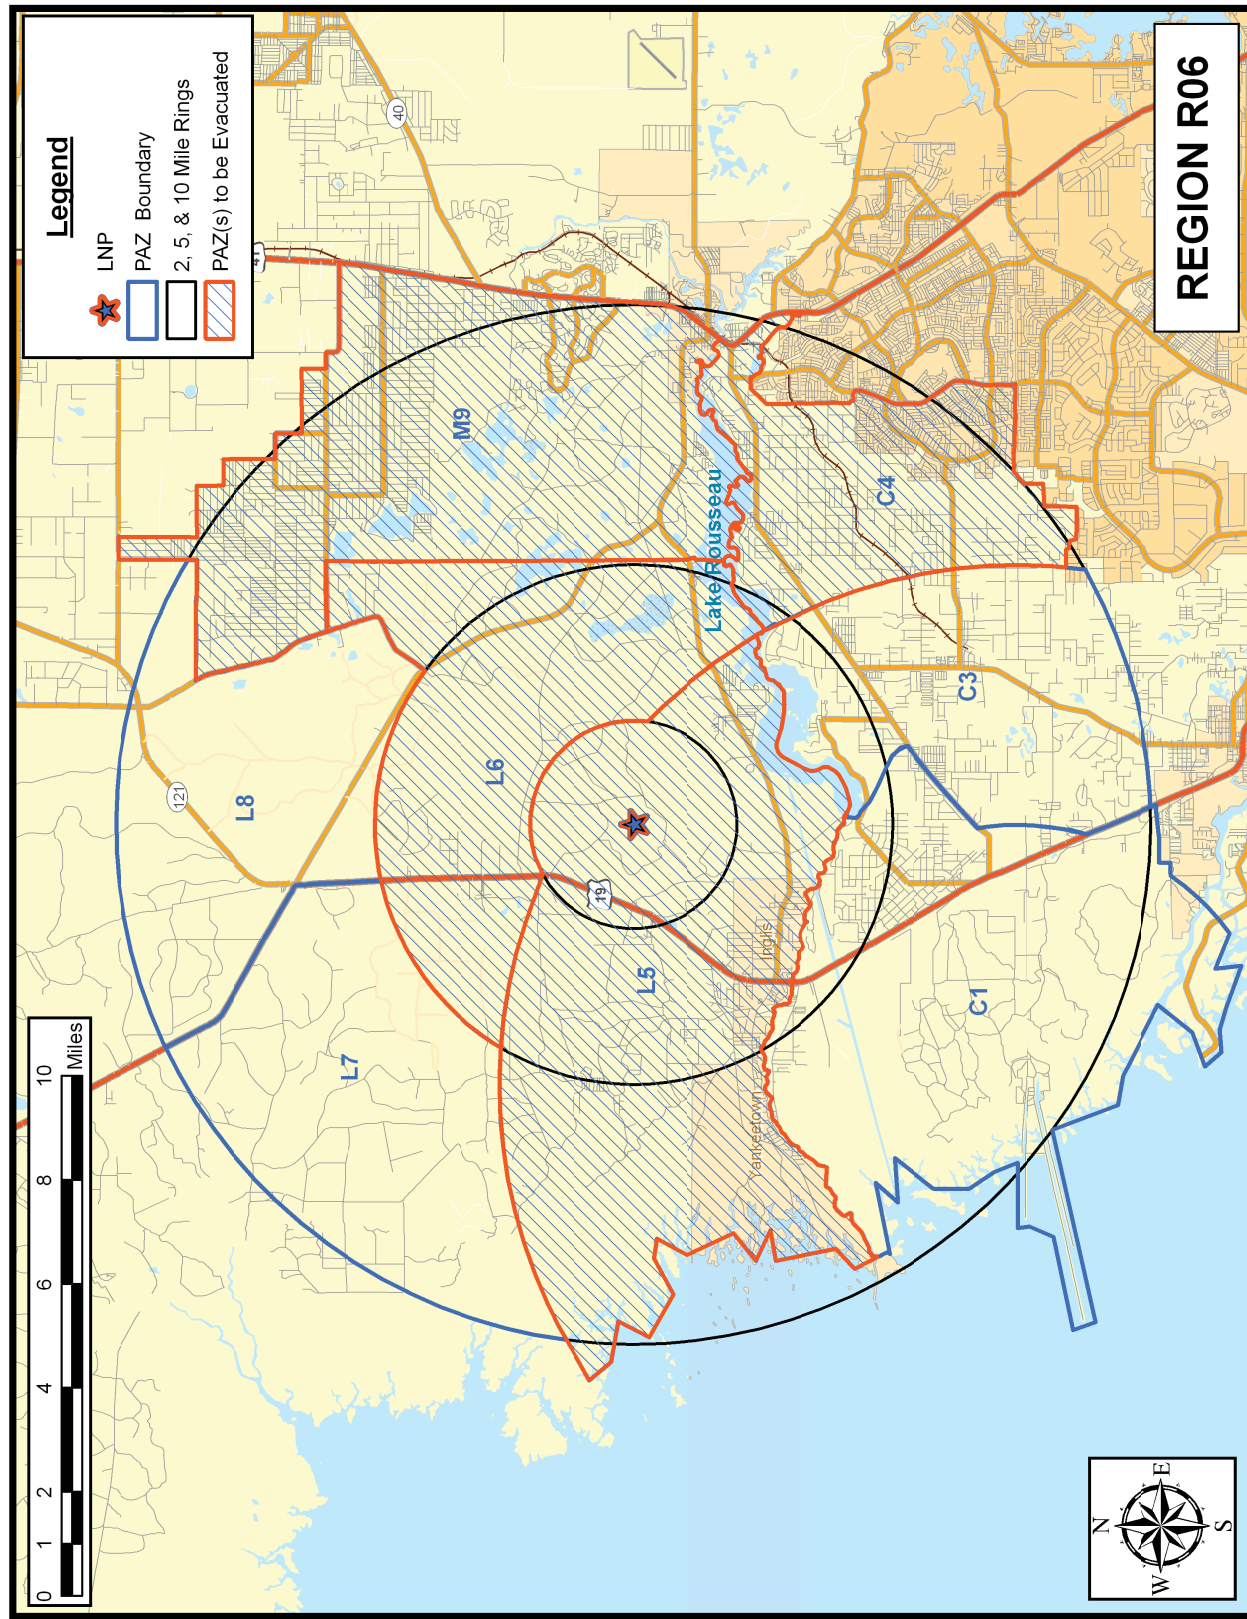 Legend
LNP
PAZ Boundary
2, 5, & 10 Mile Rings
PAZ(s) to be Evacuated
0 1 2 4 6 8 10
Miles
REGION R06
N
W E
S
41
40
121
19
L8
L7
L6
L5
M9
C4
C3
C1
Lake Rousseau
Inglis
Yankeetown